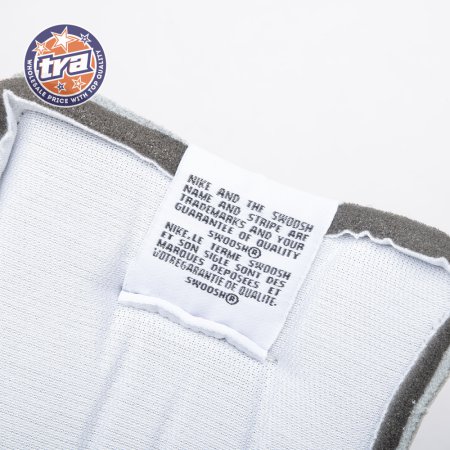 tra
WHOLESALE PRICE WITH TOP QUALITY
NIKE AND THE SWOOSH
NAME AND STRIPE ARE
TRADEMARKS AND YOUR
GUARANTEE OF QUALITY
SWOOSH®
NIKE.LE TERME SWOOSH
ET SON SIGLE SONT DES
MARQUES DEPOSEES ET
VOTREGARANTIE DE QUALITE.
SWOOSH®